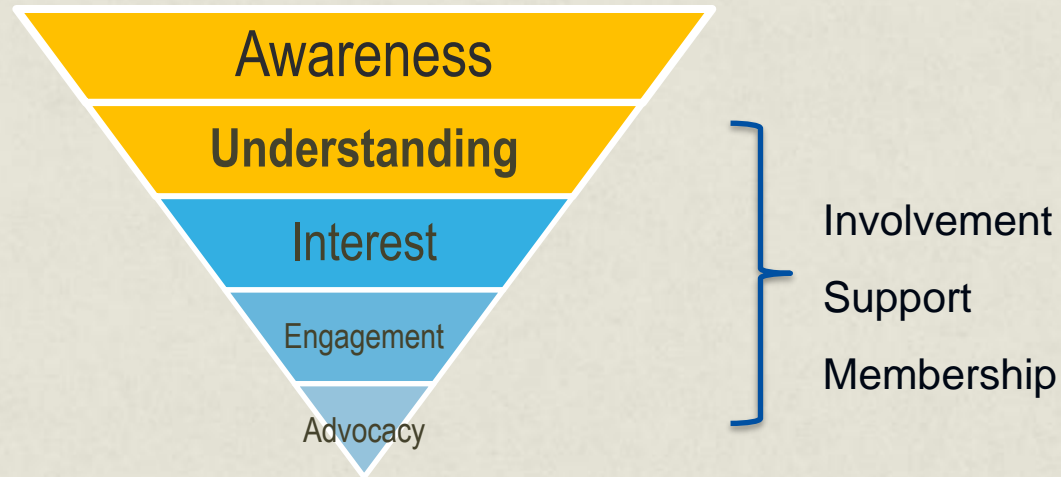 Awareness
Understanding
Interest
Engagement
Advocacy
Involvement
Support
Membership